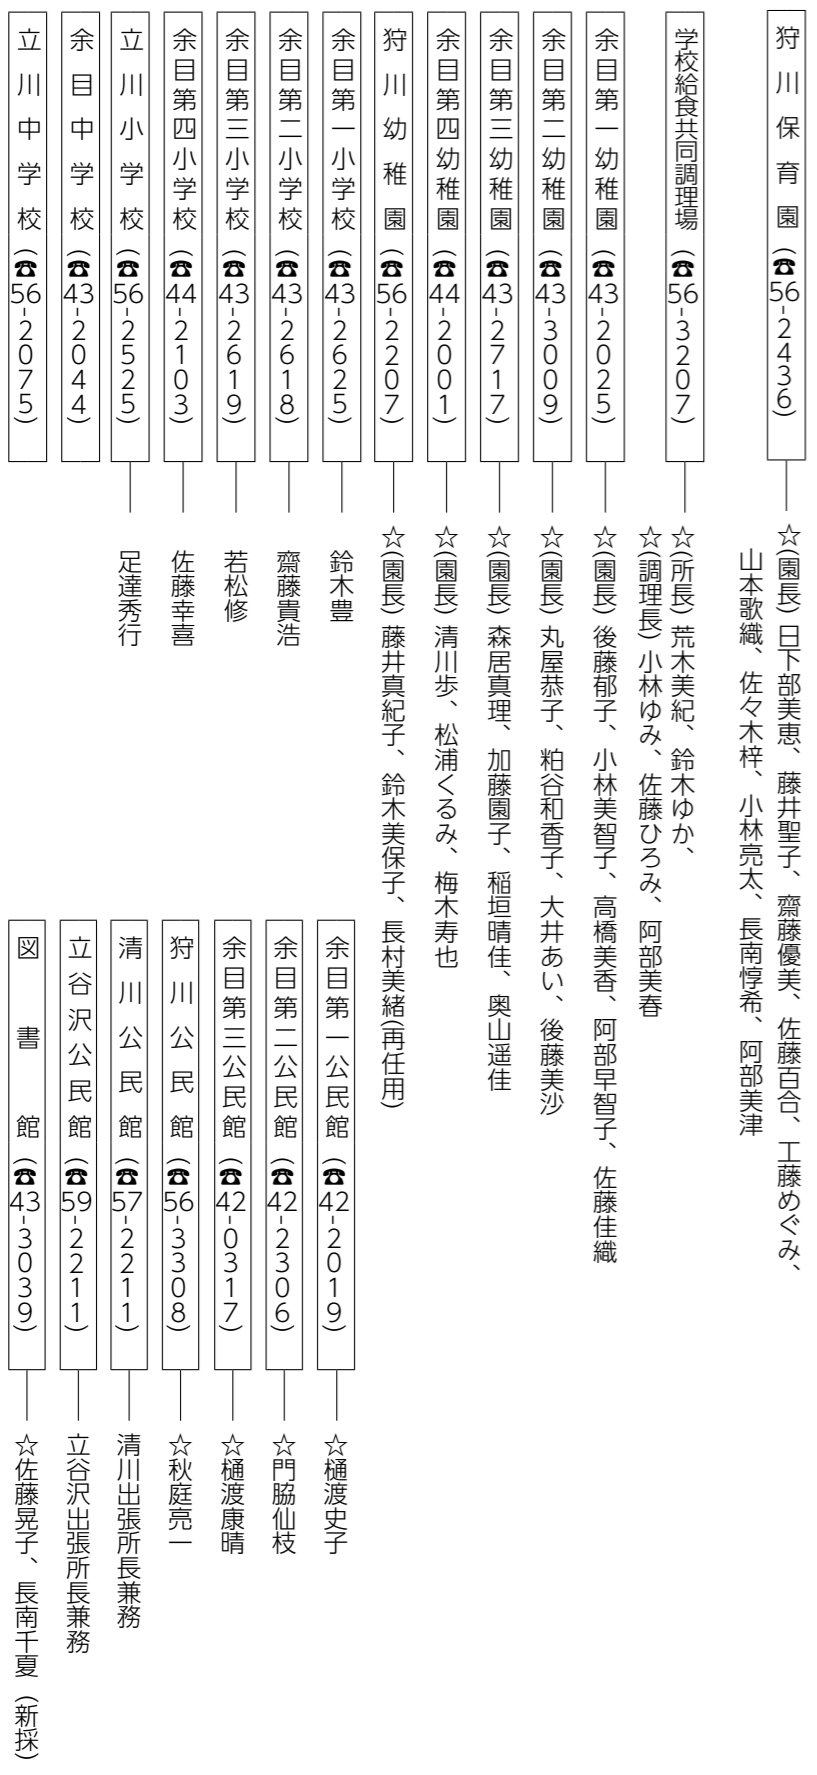 狩川保育園(☎56-2436)
☆(園長)日下部美恵、藤井聖子、齋藤優美、佐藤百合、工藤めぐみ、
山本歌織、佐々木梓、小林亮太、長南惇希、阿部美津
学校給食共同調理場(☎56-3207)
☆(所長)荒木美紀、鈴木ゆか、
☆(調理長)小林ゆみ、佐藤ひろみ、阿部美春
余目第一幼稚園(☎43-2025)
☆(園長)後藤郁子、小林美智子、高橋美香、阿部早智子、佐藤佳織
余目第二幼稚園(☎43-3009)
☆(園長)丸屋恭子、粕谷和香子、大井あい、後藤美沙
余目第三幼稚園(☎43-2717)
☆(園長)森居真理、加藤園子、稲垣晴佳、奥山遥佳
余目第四幼稚園(☎44-2001)
☆(園長)清川歩、松浦くるみ、梅木寿也
狩川幼稚園(☎56-2207)
☆(園長)藤井真紀子、鈴木美保子、長村美緒(再任用)
余目第一小学校(☎43-2625)
鈴木豊
余目第二小学校(☎43-2618)
齋藤貴浩
余目第三小学校(☎43-2619)
若松修
余目第四小学校(☎44-2103)
佐藤幸喜
立川小学校(☎56-2525)
足達秀行
余目中学校(☎43-2044)
立川中学校(☎56-2075)
余目第一公民館(☎42-2019)
☆樋渡史子
余目第二公民館(☎42-2306)
☆門脇仙枝
余目第三公民館(☎42-0317)
☆樋渡康晴
狩川公民館(☎56-3308)
☆秋庭亮一
清川公民館(☎57-2211)
清川出張所長兼務
立谷沢公民館(☎59-2211)
立谷沢出張所長兼務
図書館(☎43-3039)
☆佐藤晃子、長南千夏(新採)